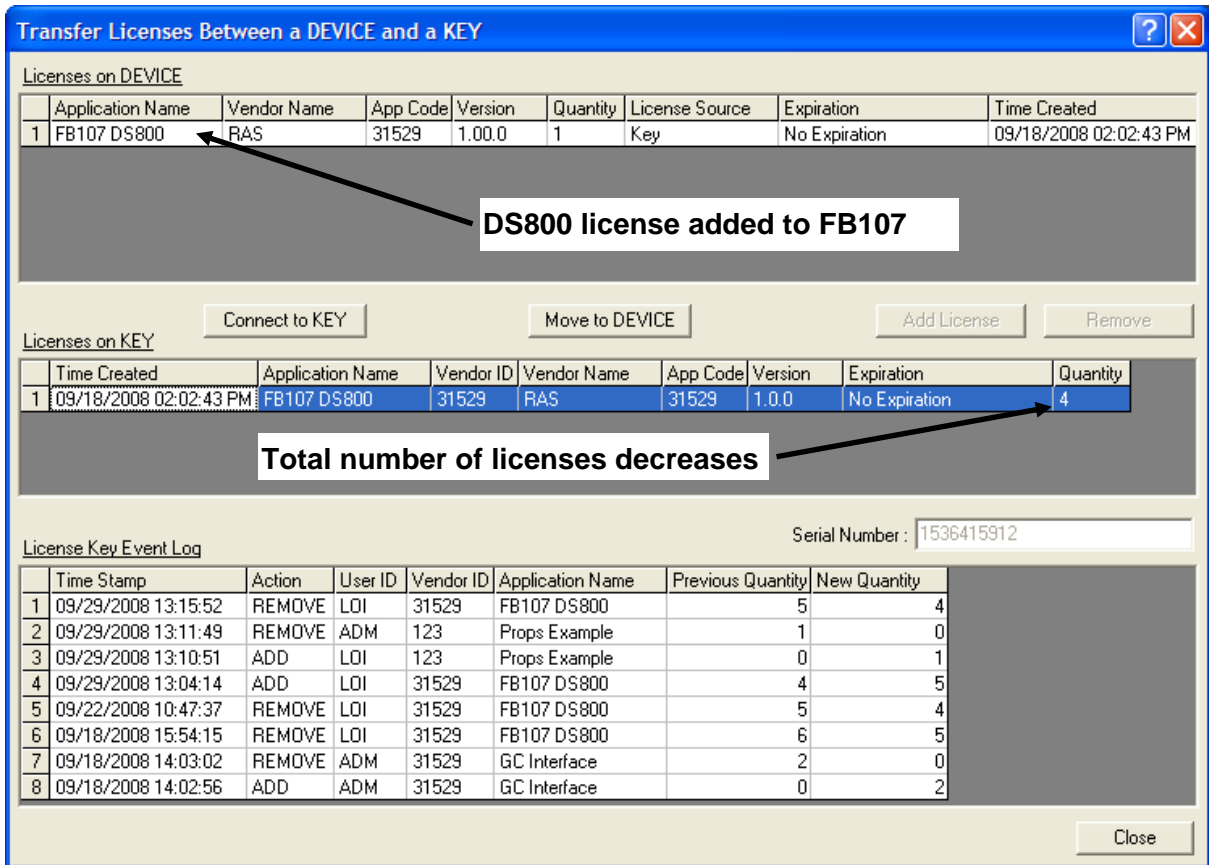 Transfer Licenses Between a DEVICE and a KEY
Licenses on DEVICE
Application Name Vendor Name App Code Version Quantity License Source Expiration Time Created
1 FB107 DS800 RAS 31529 1.00.0 1 Key No Expiration 09/18/2008 02:02:43 PM
DS800 license added to FB107
Connect to KEY Move to DEVICE Add License Remove
Licenses on KEY
Time Created Application Name Vendor ID Vendor Name App Code Version Expiration Quantity
1 09/18/2008 02:02:43 PM FB107 DS800 31529 RAS 31529 1.0.0 No Expiration 4
Total number of licenses decreases
Serial Number : 1536415912
License Key Event Log
Time Stamp Action User ID Vendor ID Application Name Previous Quantity New Quantity
1 09/29/2008 13:15:52 REMOVE LOI 31529 FB107 DS800 5 4
2 09/29/2008 13:11:49 REMOVE ADM 123 Props Example 1 0
3 09/29/2008 13:10:51 ADD LOI 123 Props Example 0 1
4 09/29/2008 13:04:14 ADD LOI 31529 FB107 DS800 4 5
5 09/22/2008 10:47:37 REMOVE LOI 31529 FB107 DS800 5 4
6 09/18/2008 15:54:15 REMOVE LOI 31529 FB107 DS800 6 5
7 09/18/2008 14:03:02 REMOVE ADM 31529 GC Interface 2 0
8 09/18/2008 14:02:56 ADD ADM 31529 GC Interface 0 2
Close